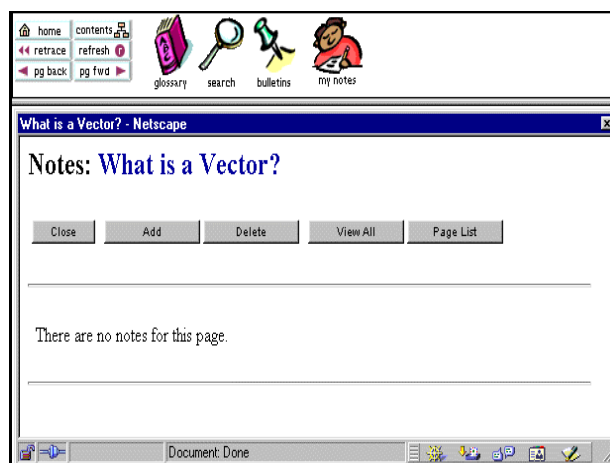 home contents
retrace refresh
pg back pg fwd
glossary search bulletins my notes
What is a Vector? - Netscape
Notes: What is a Vector?
Close Add Delete View All Page List
There are no notes for this page.
Document: Done